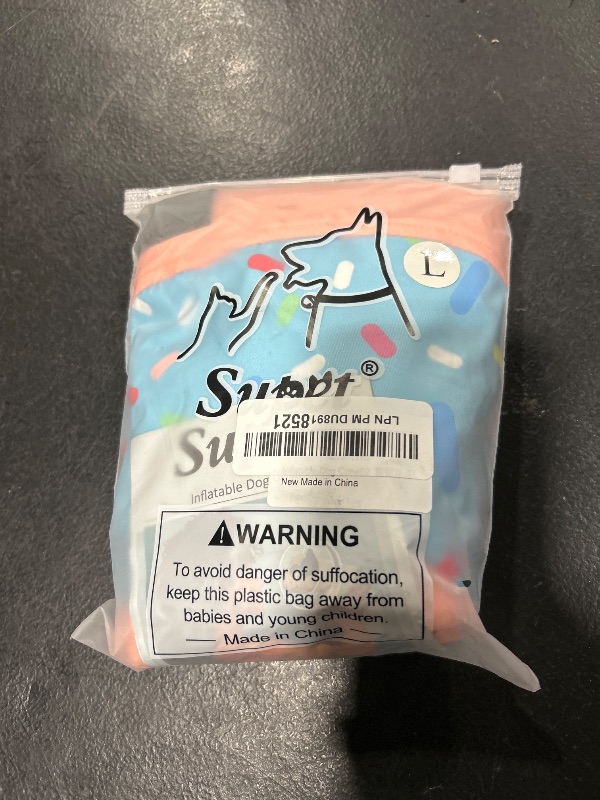 L
Suppt®
LPN PM DU8918521
Su
Inflatable Dog
New Made in China
WARNING
To avoid danger of suffocation,
keep this plastic bag away from
babies and young children.
Made in China